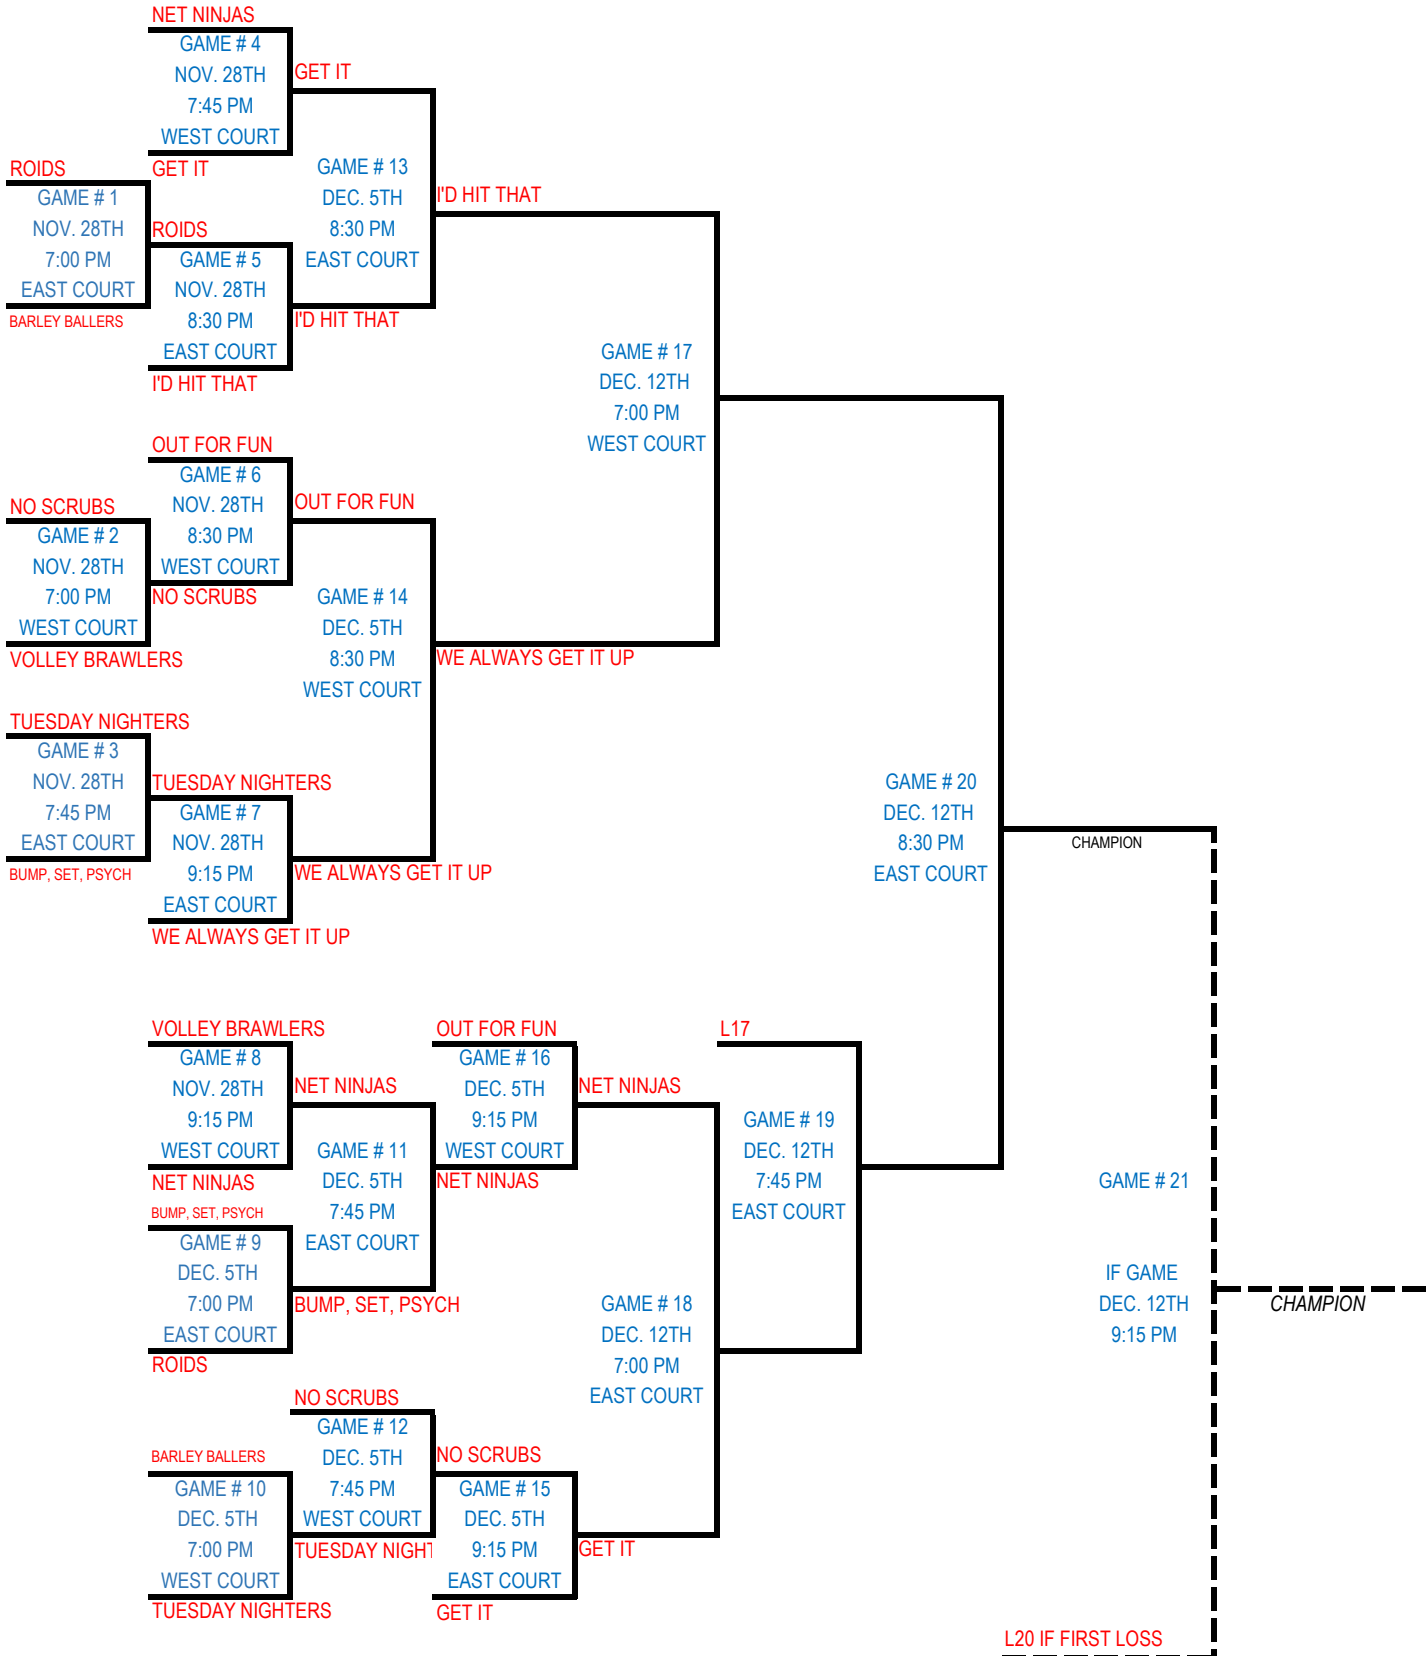 NET NINJAS
GAME # 4
NOV. 28TH
7:45 PM
WEST COURT
GET IT
GET IT
ROIDS
GAME # 1
NOV. 28TH
7:00 PM
EAST COURT
BARLEY BALLERS
ROIDS
GAME # 5
NOV. 28TH
8:30 PM
EAST COURT
I'D HIT THAT
GAME # 13
DEC. 5TH
8:30 PM
EAST COURT
I'D HIT THAT
I'D HIT THAT
OUT FOR FUN
GAME # 6
NOV. 28TH
8:30 PM
WEST COURT
NO SCRUBS
NO SCRUBS
GAME # 2
NOV. 28TH
7:00 PM
WEST COURT
VOLLEY BRAWLERS
OUT FOR FUN
GAME # 14
DEC. 5TH
8:30 PM
WEST COURT
WE ALWAYS GET IT UP
GAME # 17
DEC. 12TH
7:00 PM
WEST COURT
TUESDAY NIGHTERS
GAME # 3
NOV. 28TH
7:45 PM
EAST COURT
BUMP, SET, PSYCH
TUESDAY NIGHTERS
GAME # 7
NOV. 28TH
9:15 PM
EAST COURT
WE ALWAYS GET IT UP
WE ALWAYS GET IT UP
GAME # 20
DEC. 12TH
8:30 PM
EAST COURT
CHAMPION
VOLLEY BRAWLERS
GAME # 8
NOV. 28TH
9:15 PM
WEST COURT
NET NINJAS
NET NINJAS
GAME # 11
DEC. 5TH
7:45 PM
EAST COURT
BUMP, SET, PSYCH
BUMP, SET, PSYCH
GAME # 9
DEC. 5TH
7:00 PM
EAST COURT
ROIDS
OUT FOR FUN
GAME # 16
DEC. 5TH
9:15 PM
WEST COURT
NET NINJAS
NET NINJAS
L17
GAME # 19
DEC. 12TH
7:45 PM
EAST COURT
GAME # 18
DEC. 12TH
7:00 PM
EAST COURT
GAME # 21
IF GAME
DEC. 12TH
9:15 PM
CHAMPION
NO SCRUBS
GAME # 12
DEC. 5TH
7:45 PM
WEST COURT
TUESDAY NIGHT
BARLEY BALLERS
GAME # 10
DEC. 5TH
7:00 PM
WEST COURT
TUESDAY NIGHTERS
NO SCRUBS
GAME # 15
DEC. 5TH
9:15 PM
EAST COURT
GET IT
GET IT
L20 IF FIRST LOSS